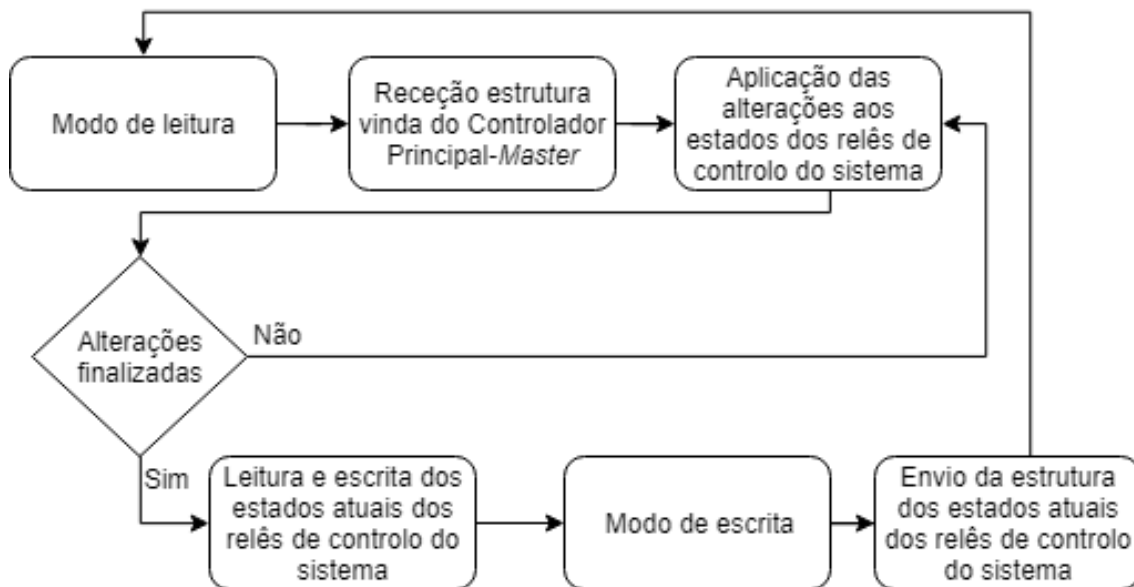 Modo de leitura
Receção estrutura
vinda do Controlador
Principal-Master
Aplicação das
alterações aos
estados dos relês de
controlo do sistema
Alterações
finalizadas
Não
Sim
Leitura e escrita dos
estados atuais dos
relês de controlo do
sistema
Modo de escrita
Envio da estrutura
dos estados atuais
dos relês de controlo
do sistema